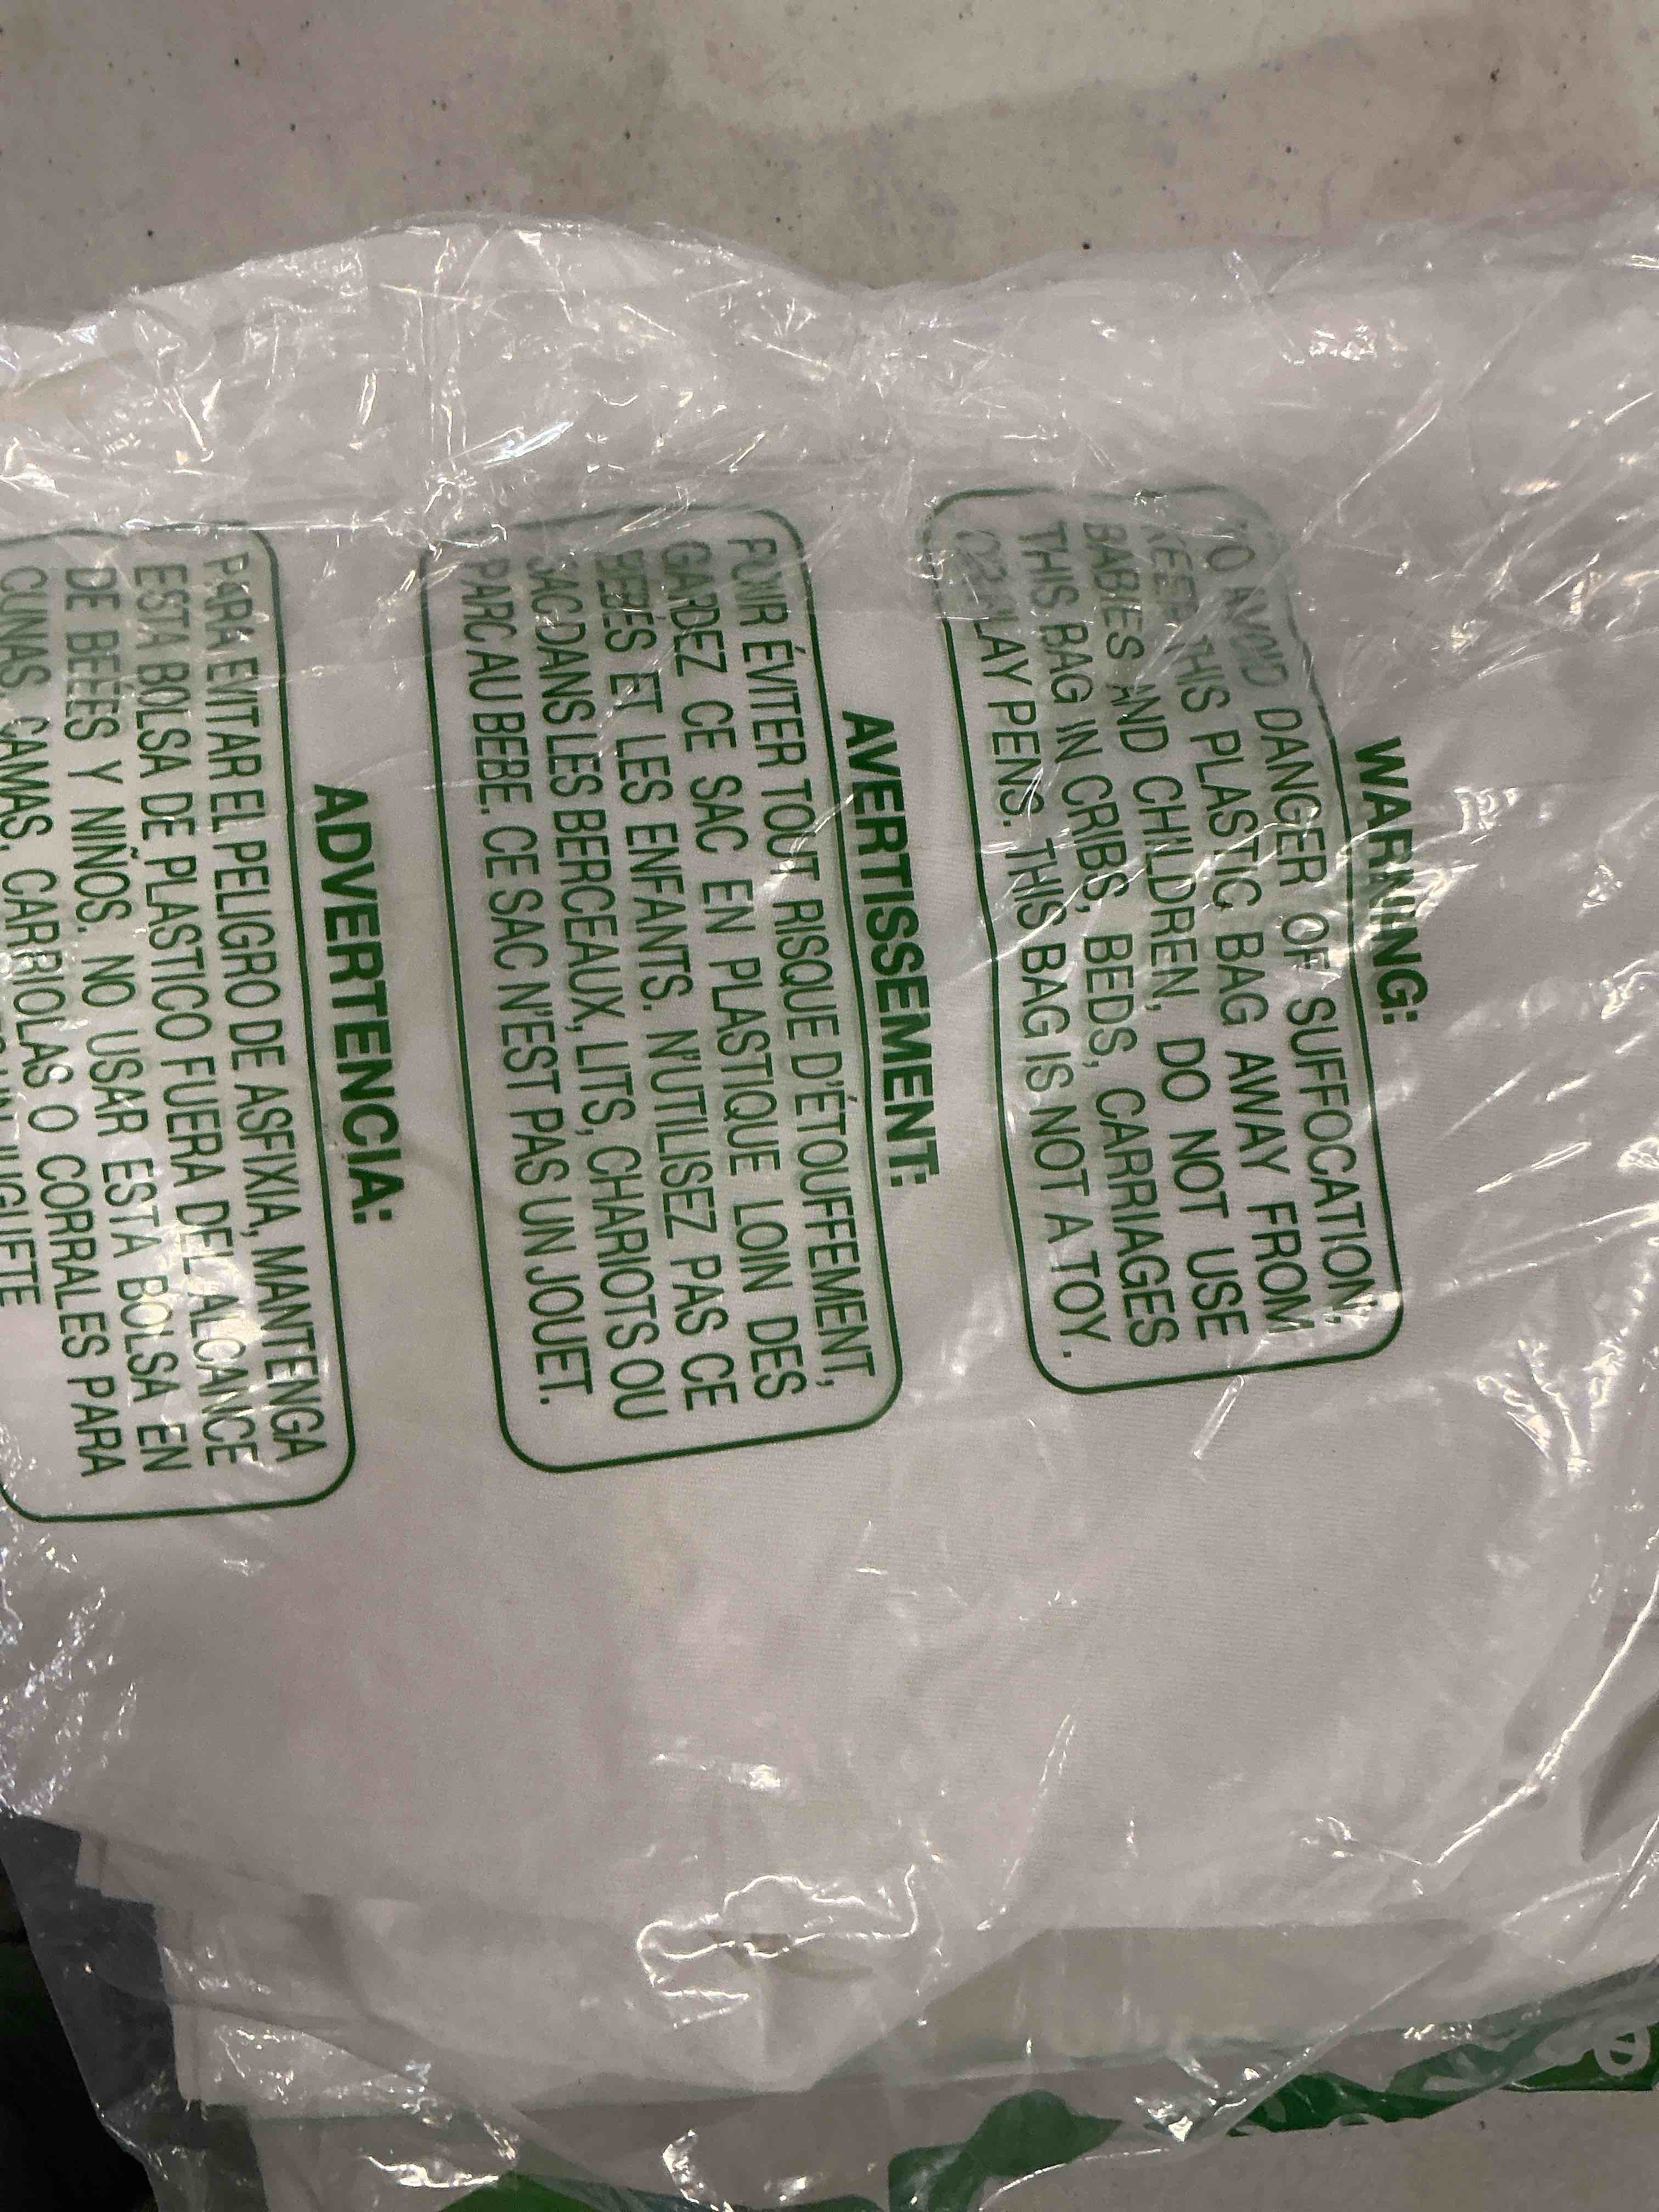 WARNING:
TO AVOID DANGER OF SUFFOCATION,
KEEP THIS PLASTIC BAG AWAY FROM
BABIES AND CHILDREN, DO NOT USE
THIS BAG IN CRIBS, BEDS, CARRIAGES
OR PLAY PENS. THIS BAG IS NOT A TOY.
AVERTISSEMENT:
POUR ÉVITER TOUT RISQUE D'ÉTOUFFEMENT,
GARDEZ CE SAC EN PLASTIQUE LOIN DES
BEBÉS ET LES ENFANTS. N'UTILISEZ PAS CE
SAC DANS LES BERCEAUX, LITS, CHARIOTS OU
PARC AU BEBE. CE SAC N'EST PAS UN JOUET.
ADVERTENCIA:
PARA EVITAR EL PELIGRO DE ASFIXIA, MANTENGA
ESTA BOLSA DE PLASTICO FUERA DEL ALCANCE
DE BEÉES Y NIÑOS. NO USAR ESTA BOLSA EN
CUNAS, CAMAS, CARRIOLAS O CORRALES PARA
UN JUGUETE